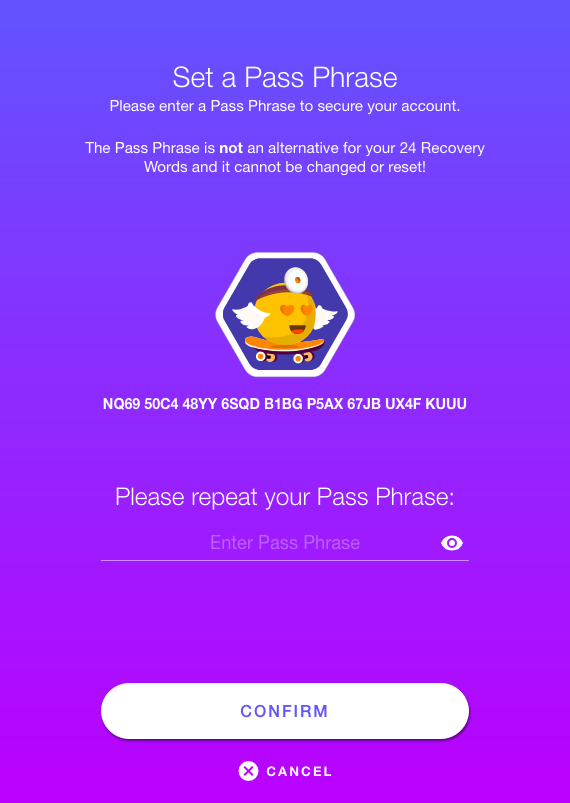 Set a Pass Phrase
Please enter a Pass Phrase to secure your account.
The Pass Phrase is not an alternative for your 24 Recovery
Words and it cannot be changed or reset!
NQ69 50C4 48YY 6SQD B1BG P5AX 67JB UX4F KUUU
Please repeat your Pass Phrase:
Enter Pass Phrase
CONFIRM
CANCEL